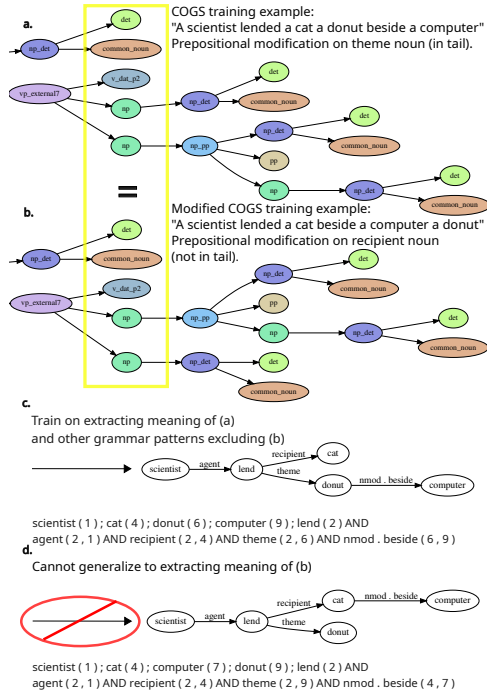 a.
COGS training example:
"A scientist lended a cat a donut beside a computer"
Prepositional modification on theme noun (in tail).
det
np_det
common_noun
v_dat_p2
vp_external7
np
np_det
det
common_noun
np
np_pp
np_det
det
common_noun
pp
np
np_det
det
common_noun
=
b.
Modified COGS training example:
"A scientist lended a cat beside a computer a donut"
Prepositional modification on recipient noun
(not in tail).
det
np_det
common_noun
v_dat_p2
vp_external7
np
np_pp
np_det
det
common_noun
pp
np
np_det
det
common_noun
np
np_det
det
common_noun
c.
Train on extracting meaning of (a)
and other grammar patterns excluding (b)
scientist
agent
lend
recipient
cat
theme
donut
nmod . beside
computer
scientist ( 1 ) ; cat ( 4 ) ; donut ( 6 ) ; computer ( 9 ) ; lend ( 2 ) AND
agent ( 2 , 1 ) AND recipient ( 2 , 4 ) AND theme ( 2 , 6 ) AND nmod . beside ( 6 , 9 )
d.
Cannot generalize to extracting meaning of (b)
scientist
agent
lend
recipient
cat
nmod . beside
computer
theme
donut
scientist ( 1 ) ; cat ( 4 ) ; computer ( 7 ) ; donut ( 9 ) ; lend ( 2 ) AND
agent ( 2 , 1 ) AND recipient ( 2 , 4 ) AND theme ( 2 , 9 ) AND nmod . beside ( 4 , 7 )